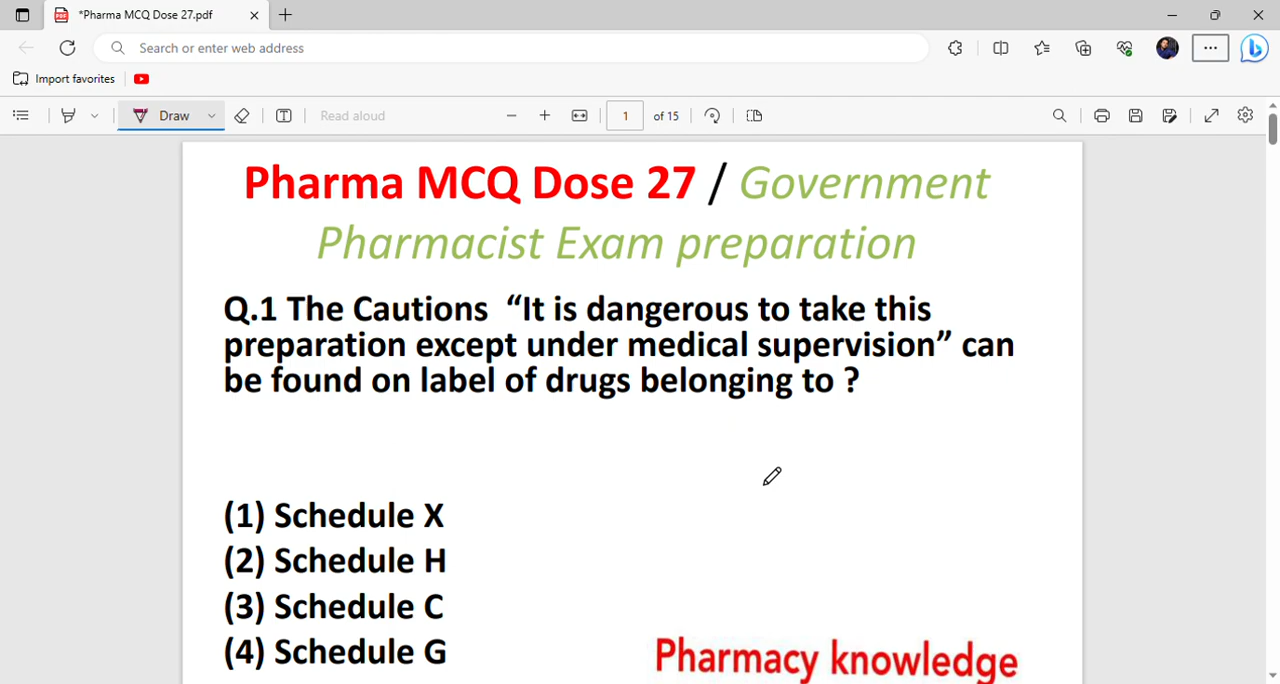 *Pharma MCQ Dose 27.pdf
Search or enter web address
Import favorites
Draw
Read aloud
1 of 15
Pharma MCQ Dose 27 / Government
Pharmacist Exam preparation
Q.1 The Cautions “It is dangerous to take this
preparation except under medical supervision” can
be found on label of drugs belonging to ?
(1) Schedule X
(2) Schedule H
(3) Schedule C
(4) Schedule G
Pharmacy knowledge